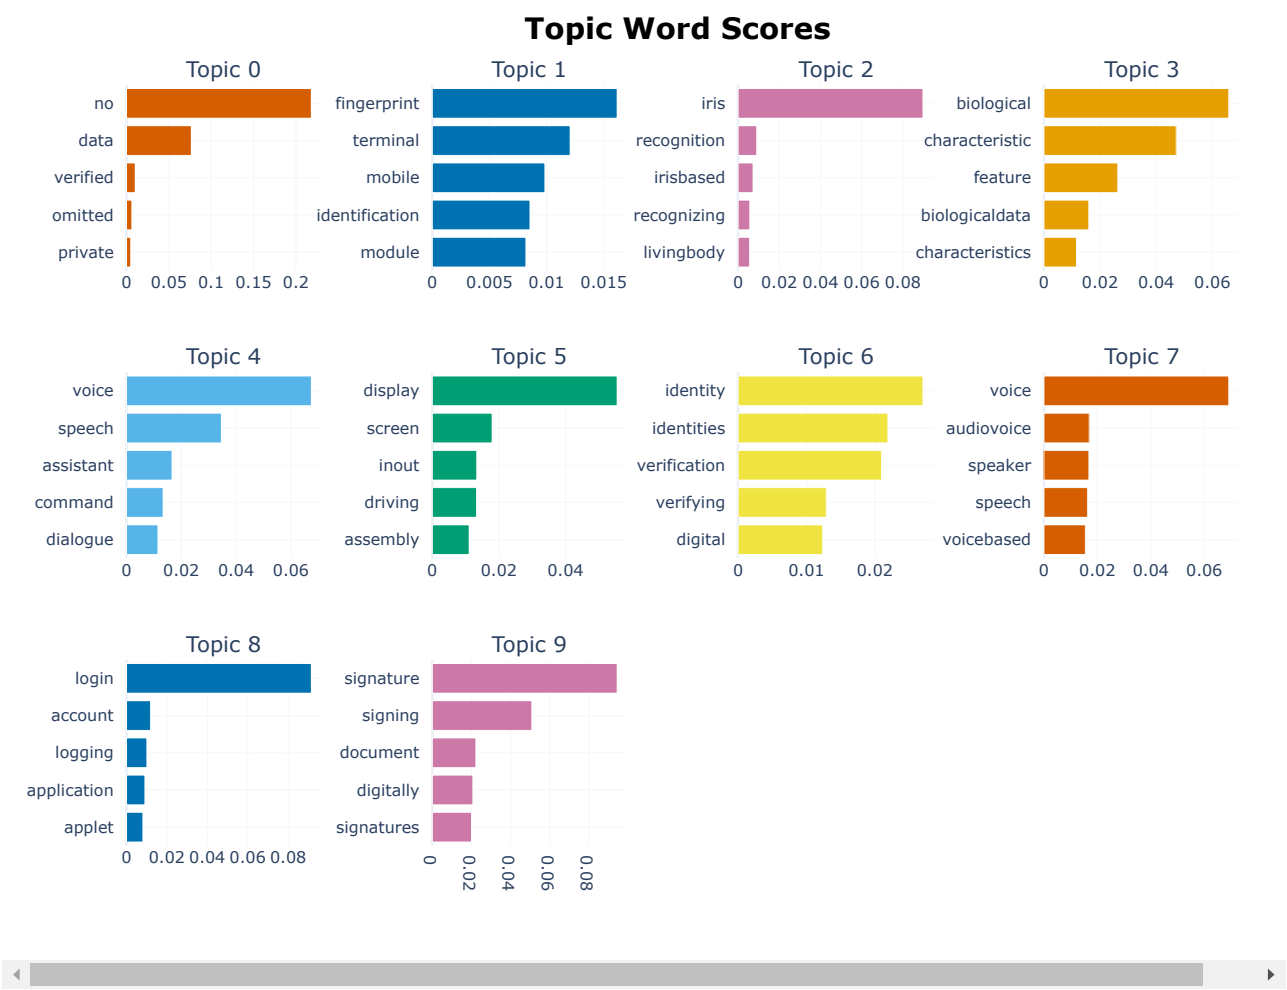 Topic Word Scores
Topic 0
no
data
verified
omitted
private
0 0.05 0.1 0.15 0.2
Topic 1
fingerprint
terminal
mobile
identification
module
0 0.005 0.01 0.015
Topic 2
iris
recognition
irisbased
recognizing
livingbody
0 0.02 0.04 0.06 0.08
Topic 3
biological
characteristic
feature
biologicaldata
characteristics
0 0.02 0.04 0.06
Topic 4
voice
speech
assistant
command
dialogue
0 0.02 0.04 0.06
Topic 5
display
screen
inout
driving
assembly
0 0.02 0.04
Topic 6
identity
identities
verification
verifying
digital
0 0.01 0.02
Topic 7
voice
audiovoice
speaker
speech
voicebased
0 0.02 0.04 0.06
Topic 8
login
account
logging
application
applet
0 0.02 0.04 0.06 0.08
Topic 9
signature
signing
document
digitally
signatures
0 0.02 0.04 0.06 0.08